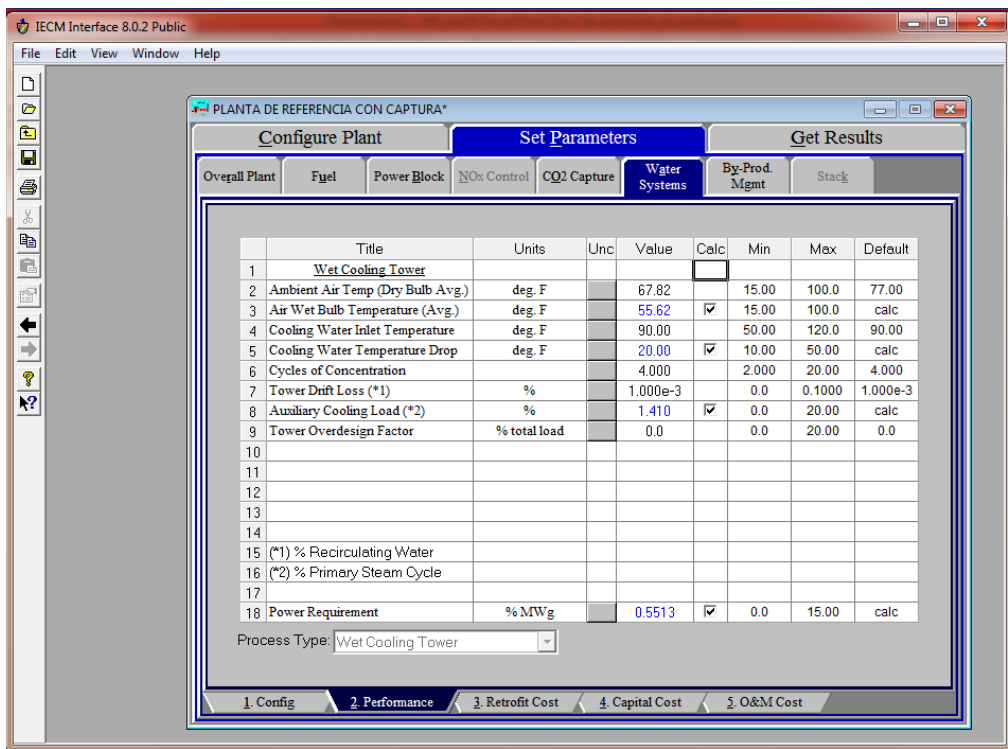 IECM Interface 8.0.2 Public
File Edit View Window Help
PLANTA DE REFERENCIA CON CAPTURA*
Configure Plant Set Parameters Get Results
Overall Plant Fuel Power Block NOx Control CO2 Capture Water Systems By-Prod. Mgmt Stack
Title Units Unc Value Calc Min Max Default
1 Wet Cooling Tower
2 Ambient Air Temp (Dry Bulb Avg.) deg. F 67.82 15.00 100.0 77.00
3 Air Wet Bulb Temperature (Avg.) deg. F 55.62 15.00 100.0 calc
4 Cooling Water Inlet Temperature deg. F 90.00 50.00 120.0 90.00
5 Cooling Water Temperature Drop deg. F 20.00 10.00 50.00 calc
6 Cycles of Concentration 4.000 2.000 20.00 4.000
7 Tower Drift Loss (*1) % 1.000e-3 0.0 0.1000 1.000e-3
8 Auxiliary Cooling Load (*2) % 1.410 0.0 20.00 calc
9 Tower Overdesign Factor % total load 0.0 0.0 20.00 0.0
10
11
12
13
14
15 (*1) % Recirculating Water
16 (*2) % Primary Steam Cycle
17
18 Power Requirement % MWg 0.5513 0.0 15.00 calc
Process Type: Wet Cooling Tower
1. Config 2. Performance 3. Retrofit Cost 4. Capital Cost 5. O&M Cost